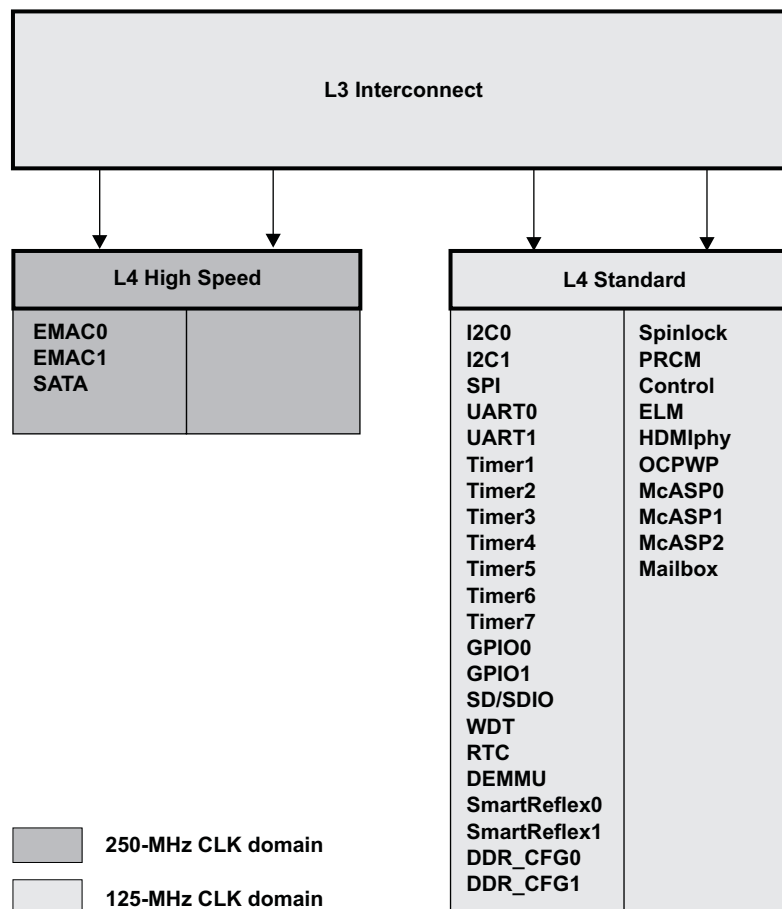 L3 Interconnect
L4 High Speed
EMAC0
EMAC1
SATA
L4 Standard
I2C0
I2C1
SPI
UART0
UART1
Timer1
Timer2
Timer3
Timer4
Timer5
Timer6
Timer7
GPIO0
GPIO1
SD/SDIO
WDT
RTC
DEMMU
SmartReflex0
SmartReflex1
DDR_CFG0
DDR_CFG1
Spinlock
PRCM
Control
ELM
HDMIphy
OCPWP
McASP0
McASP1
McASP2
Mailbox
250-MHz CLK domain
125-MHz CLK domain